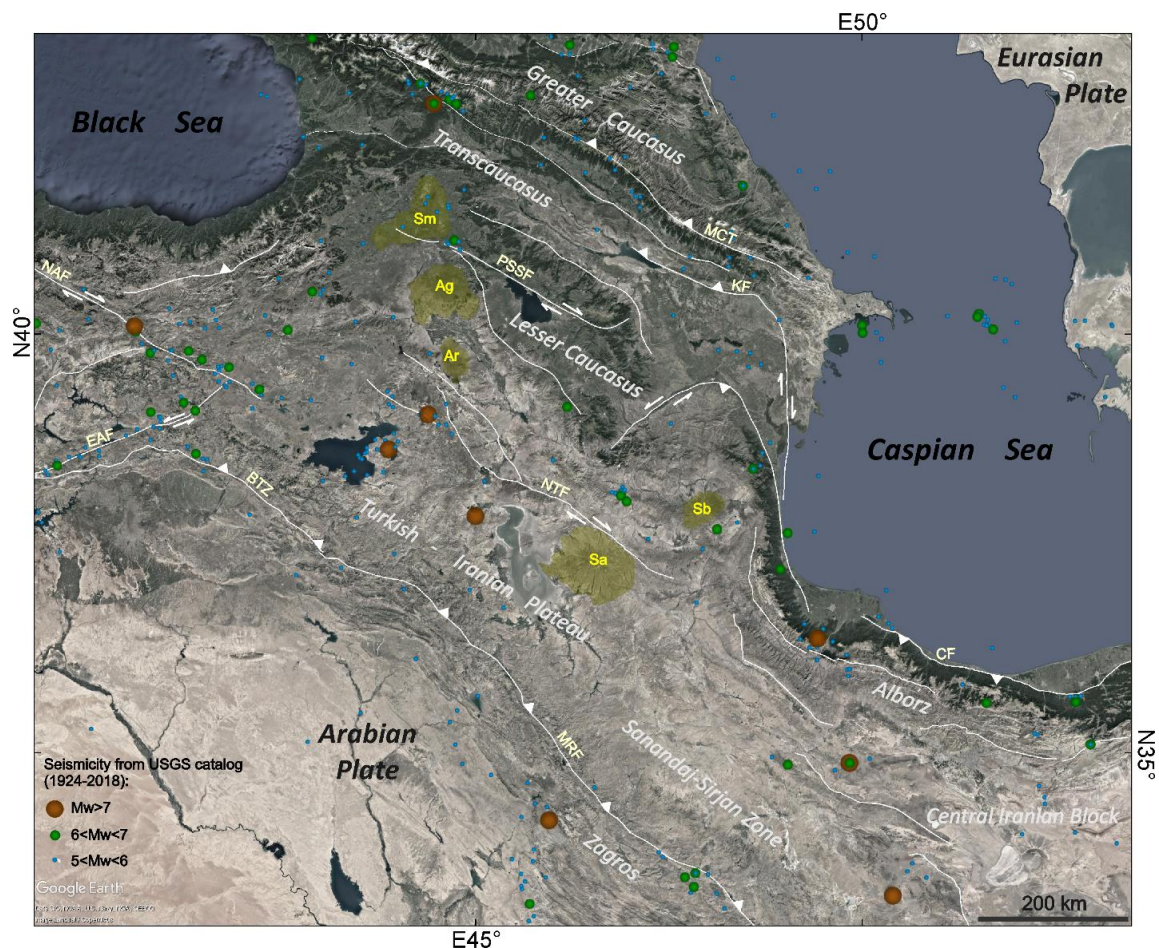 E50°
Eurasian
Plate
Black Sea
Greater
Caucasus
Transcaucasus
Sm
MCT
PSSF
KF
NAF
Ag
N40°
Lesser Caucasus
Ar
Caspian Sea
EAF
BTZ
NTF
Sb
Turkish - Iranian Plateau
Sa
CF
Alborz
Arabian
Plate
MRF
Sanandaj-Sirjan Zone
N35°
Seismicity from USGS catalog
(1924-2018):
Mw>7
6<Mw<7
5<Mw<6
Central Iranian Block
Zagros
Google Earth
200 km
E45°